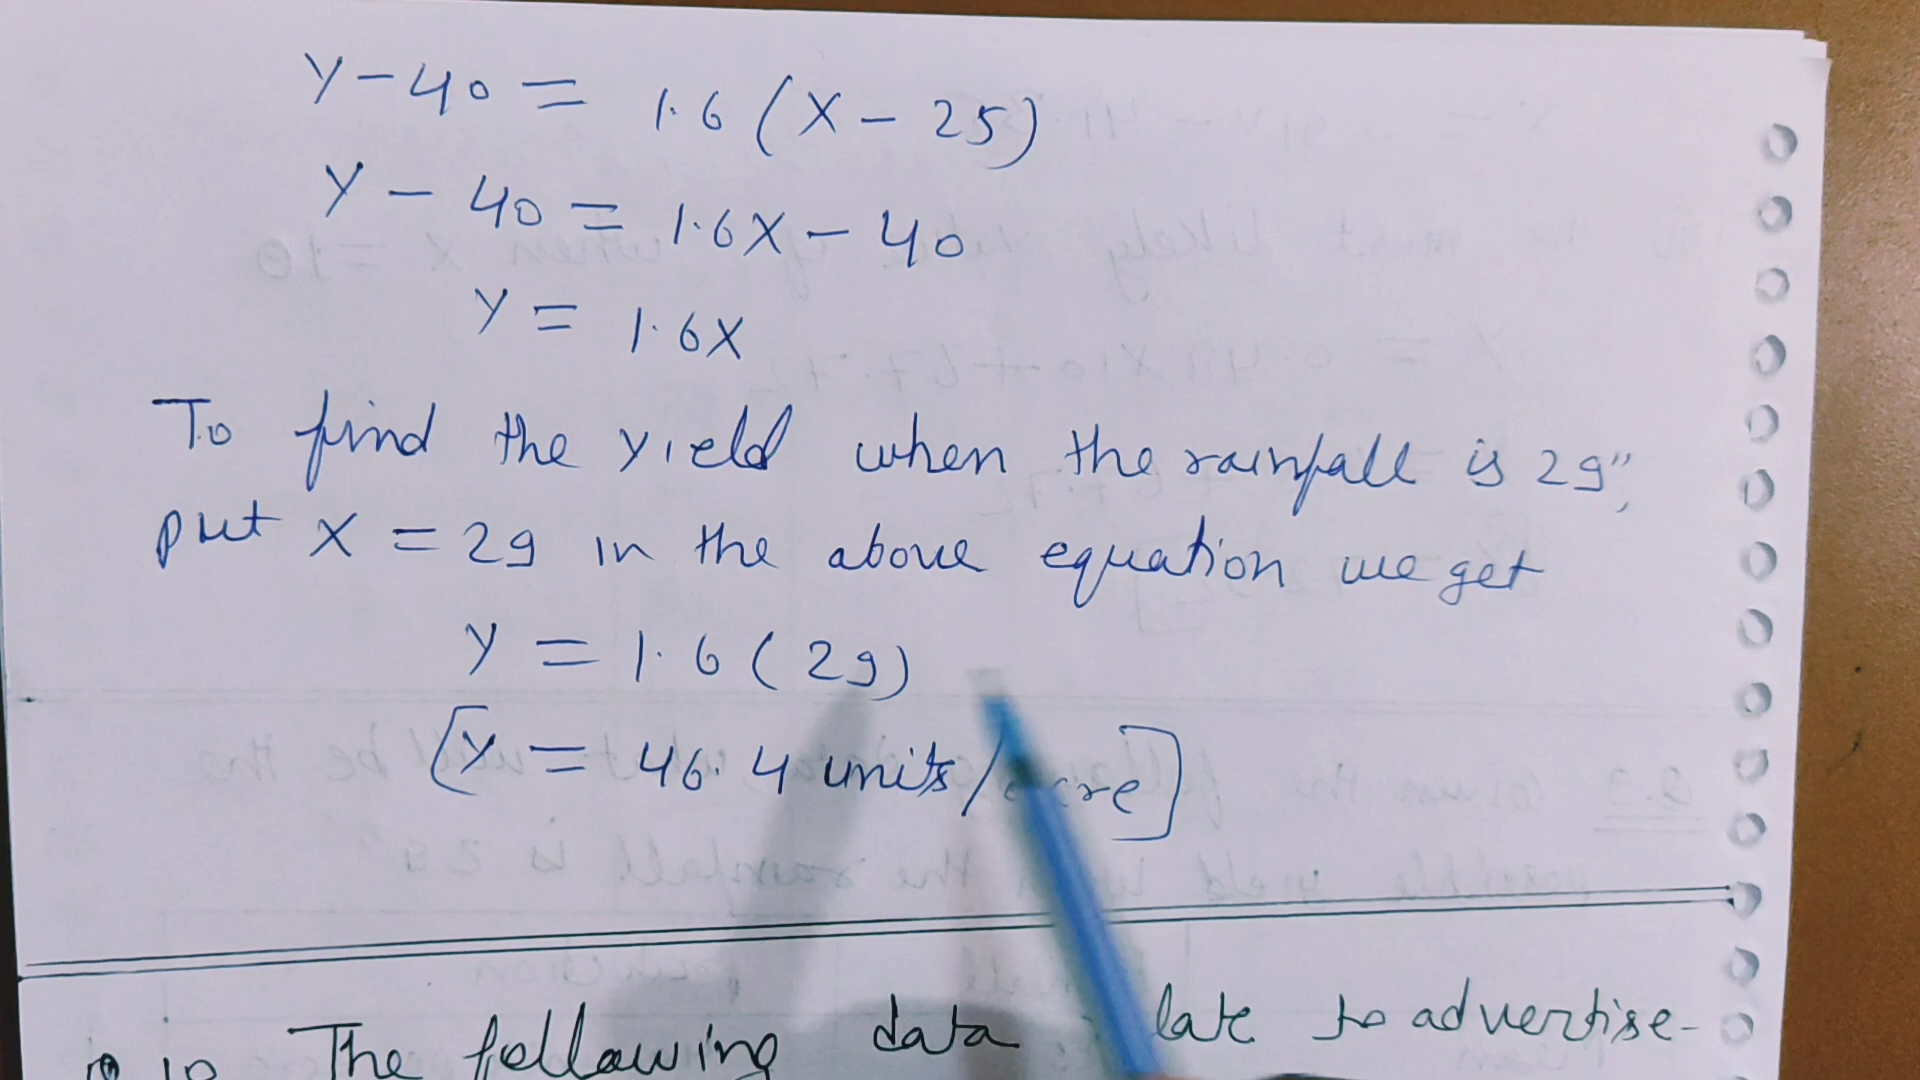 Y - 40 = 1.6 (X - 25)
Y - 40 = 1.6X - 40
Y = 1.6X
To find the yield when the rainfall is 29",
put X = 29 in the above equation we get
Y = 1.6 (29)
[Y = 46.4 units/acre]
10 The following data late to advertise-